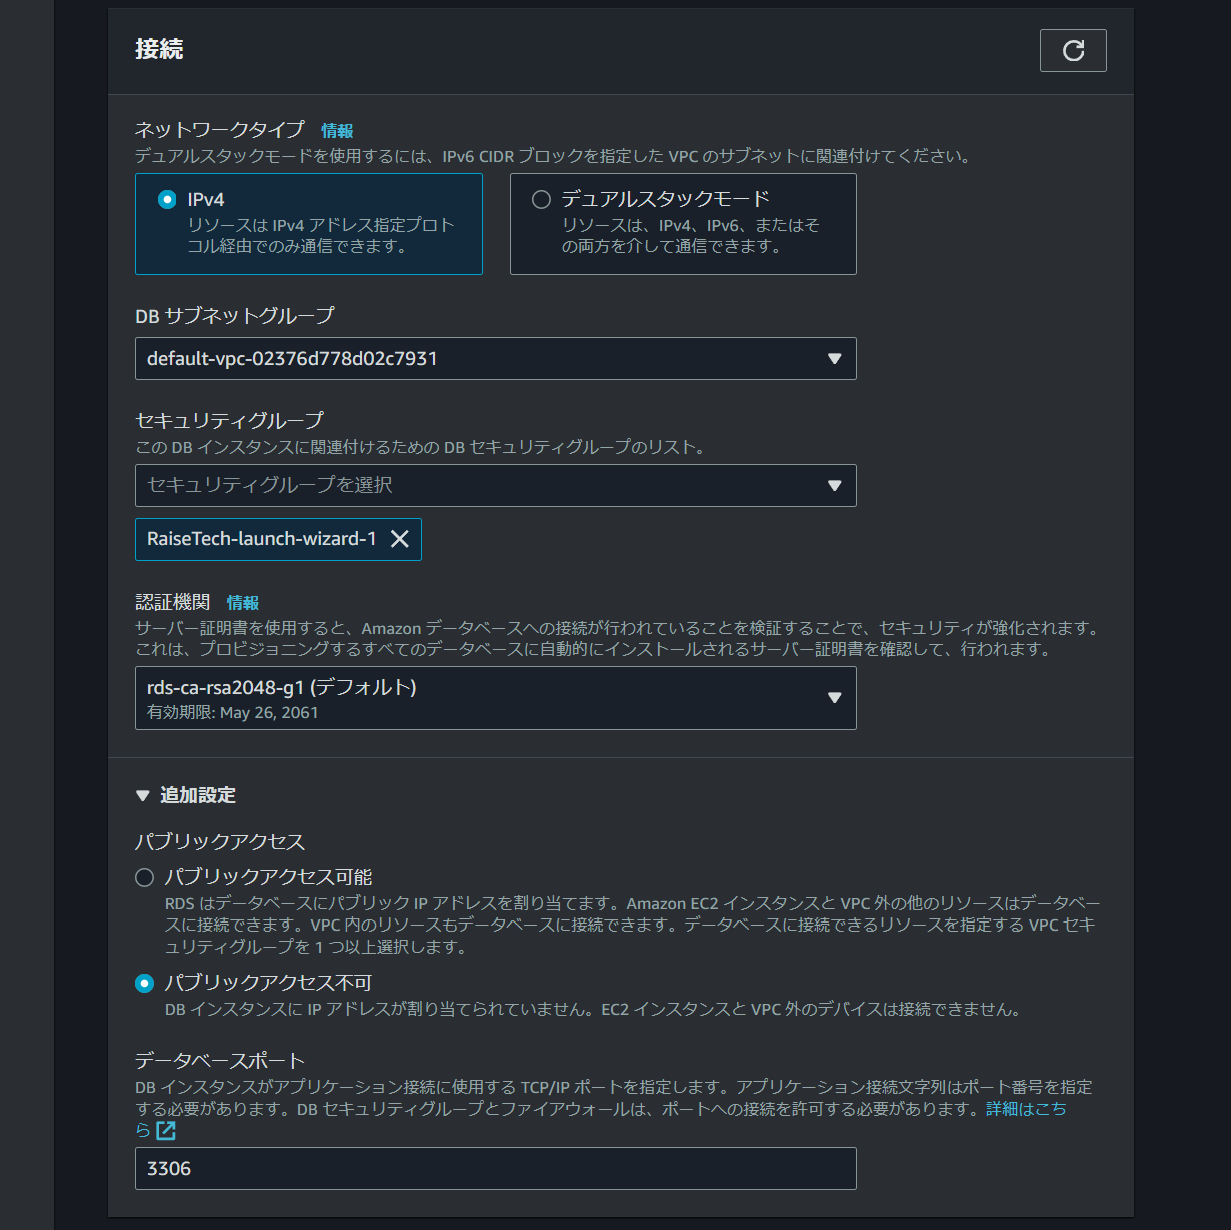 接続
ネットワークタイプ 情報
デュアルスタックモードを使用するには、IPv6 CIDR ブロックを指定した VPC のサブネットに関連付けてください。
IPv4
リソースは IPv4 アドレス指定プロト
コル経由でのみ通信できます。
デュアルスタックモード
リソースは、IPv4、IPv6、またはそ
の両方を介して通信できます。
DB サブネットグループ
default-vpc-02376d778d02c7931
セキュリティグループ
この DB インスタンスに関連付けるための DB セキュリティグループのリスト。
セキュリティグループを選択
RaiseTech-launch-wizard-1
認証機関 情報
サーバー証明書を使用すると、Amazon データベースへの接続が行われていることを検証することで、セキュリティが強化されます。
これは、プロビジョニングするすべてのデータベースに自動的にインストールされるサーバー証明書を確認して、行われます。
rds-ca-rsa2048-g1 (デフォルト)
有効期限: May 26, 2061
追加設定
パブリックアクセス
パブリックアクセス可能
RDS はデータベースにパブリック IP アドレスを割り当てます。Amazon EC2 インスタンスと VPC 外の他のリソースはデータベー
スに接続できます。VPC 内のリソースもデータベースに接続できます。データベースに接続できるリソースを指定する VPC セキ
ュリティグループを 1 つ以上選択します。
パブリックアクセス不可
DB インスタンスに IP アドレスが割り当てられていません。EC2 インスタンスと VPC 外のデバイスは接続できません。
データベースポート
DB インスタンスがアプリケーション接続に使用する TCP/IP ポートを指定します。アプリケーション接続文字列はポート番号を指定
する必要があります。DB セキュリティグループとファイアウォールは、ポートへの接続を許可する必要があります。詳細はこち
ら
3306